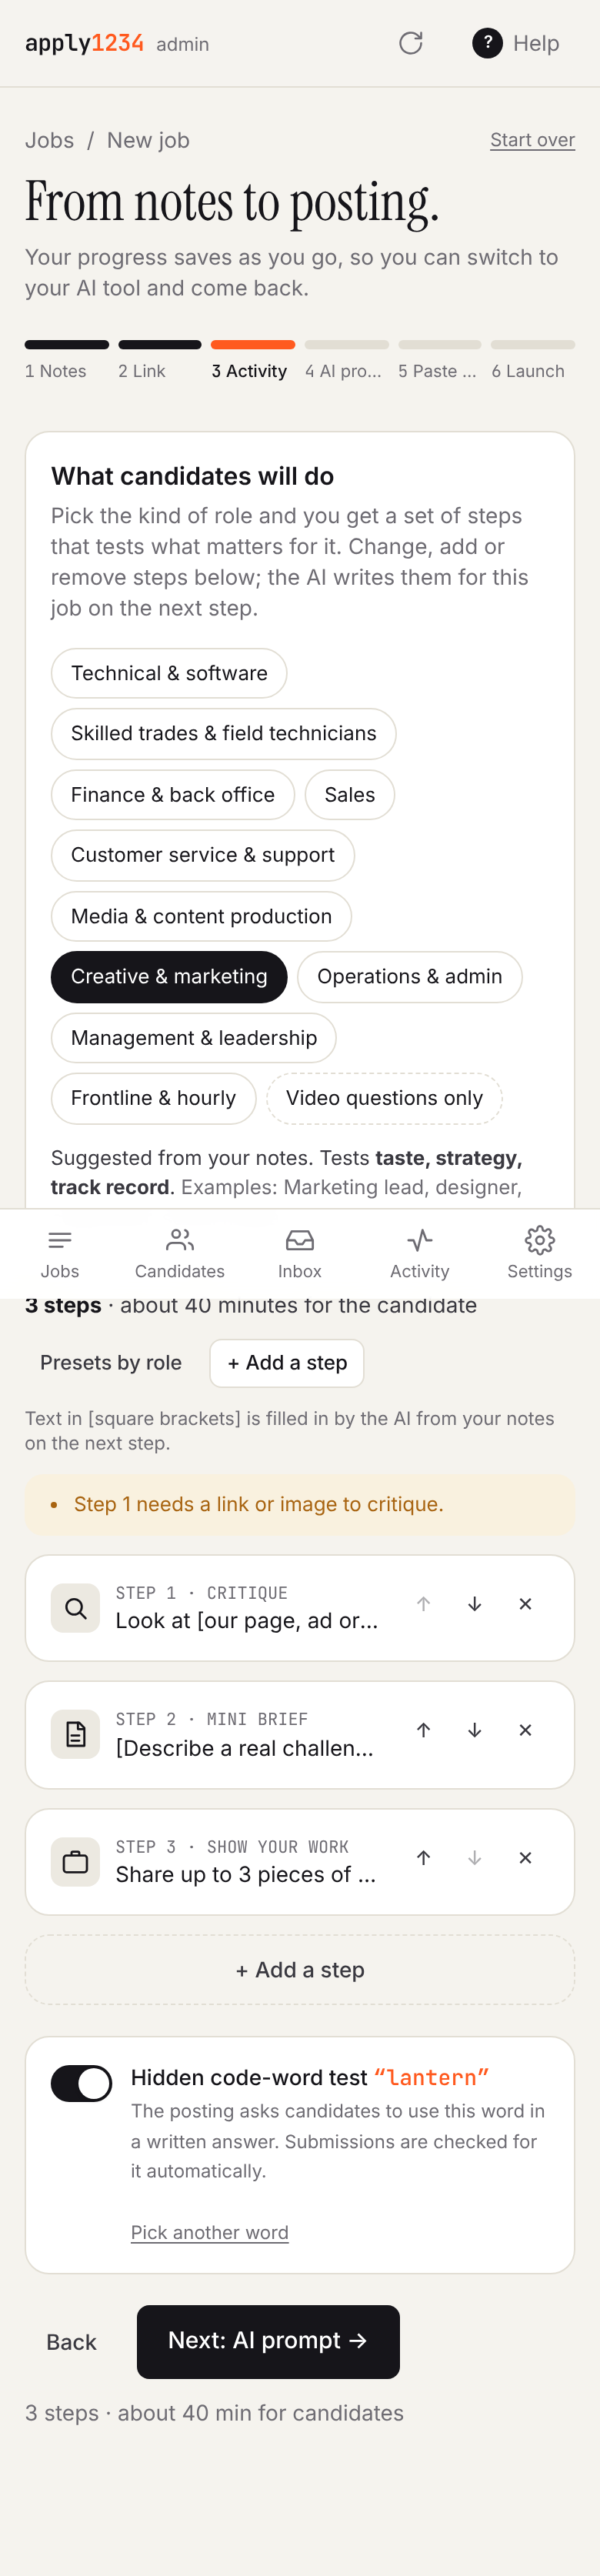 apply1234 admin
? Help
Jobs / New job
Start over
From notes to posting.
Your progress saves as you go, so you can switch to
your AI tool and come back.
1 Notes
2 Link
3 Activity
4 AI pro...
5 Paste ...
6 Launch
What candidates will do
Pick the kind of role and you get a set of steps
that tests what matters for it. Change, add or
remove steps below; the AI writes them for this
job on the next step.
Technical & software
Skilled trades & field technicians
Finance & back office
Sales
Customer service & support
Media & content production
Creative & marketing
Operations & admin
Management & leadership
Frontline & hourly
Video questions only
Suggested from your notes. Tests taste, strategy,
track record. Examples: Marketing lead, designer,
Jobs
Candidates
Inbox
Activity
Settings
3 steps · about 40 minutes for the candidate
Presets by role
+ Add a step
Text in [square brackets] is filled in by the AI from your notes
on the next step.
• Step 1 needs a link or image to critique.
STEP 1 · CRITIQUE
Look at [our page, ad or...
STEP 2 · MINI BRIEF
[Describe a real challen...
STEP 3 · SHOW YOUR WORK
Share up to 3 pieces of ...
+ Add a step
Hidden code-word test “lantern”
The posting asks candidates to use this word in
a written answer. Submissions are checked for
it automatically.
Pick another word
Back
Next: AI prompt →
3 steps · about 40 min for candidates